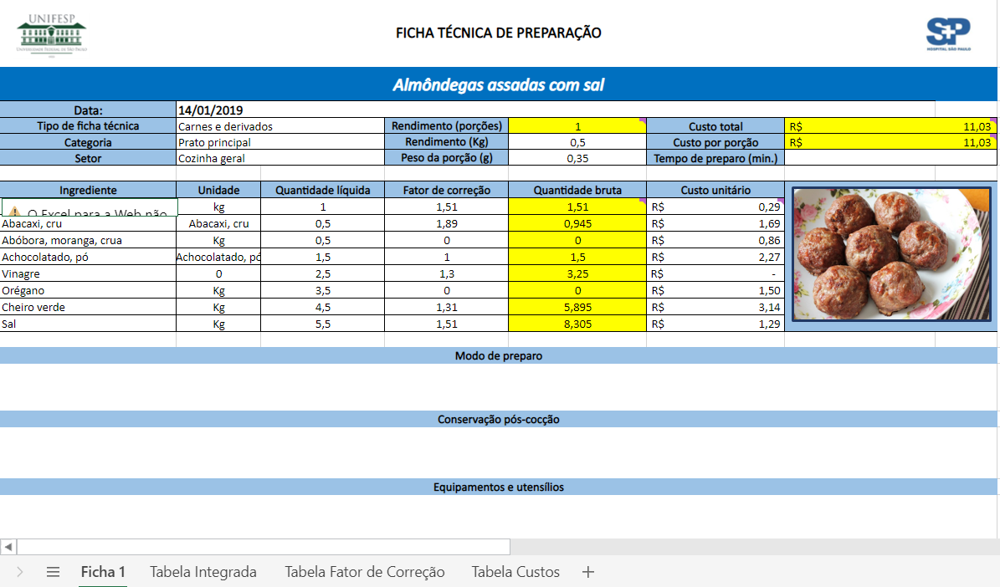 UNIFESP
UNIVERSIDADE FEDERAL DE SÃO PAULO
FICHA TÉCNICA DE PREPARAÇÃO
SP
HOSPITAL SÃO PAULO
Almôndegas assadas com sal
Data: 14/01/2019
Tipo de ficha técnica Carnes e derivados Rendimento (porções) 1 Custo total R$ 11,03
Categoria Prato principal Rendimento (Kg) 0,5 Custo por porção R$ 11,03
Setor Cozinha geral Peso da porção (g) 0,35 Tempo de preparo (min.)
Ingrediente Unidade Quantidade líquida Fator de correção Quantidade bruta Custo unitário
O Excel para a Web não kg 1 1,51 1,51 R$ 0,29
Abacaxi, cru Abacaxi, cru 0,5 1,89 0,945 R$ 1,69
Abóbora, moranga, crua Kg 0,5 0 0 R$ 0,86
Achocolatado, pó Achocolatado, pó 1,5 1 1,5 R$ 2,27
Vinagre 0 2,5 1,3 3,25 R$ -
Orégano Kg 3,5 0 0 R$ 1,50
Cheiro verde Kg 4,5 1,31 5,895 R$ 3,14
Sal Kg 5,5 1,51 8,305 R$ 1,29
Modo de preparo
Conservação pós-cocção
Equipamentos e utensílios
Ficha 1 Tabela Integrada Tabela Fator de Correção Tabela Custos +